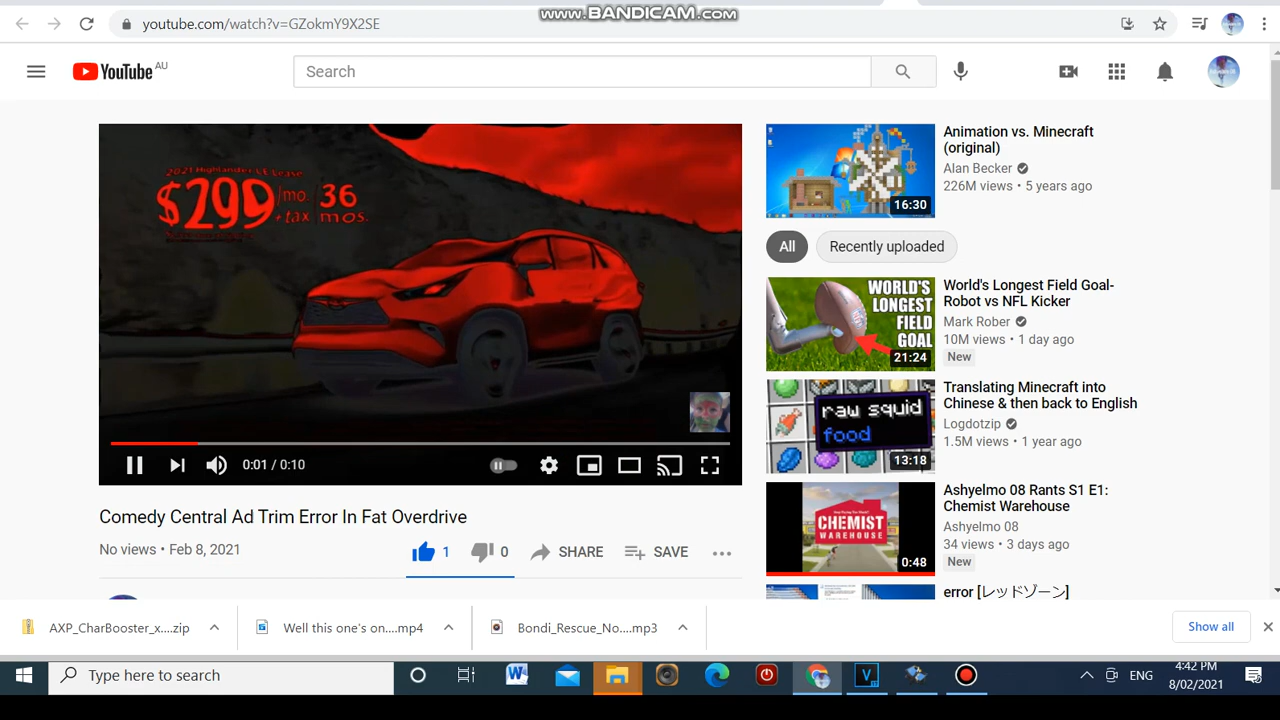 www.BANDICAM.com
youtube.com/watch?v=GZokmY9X2SE
YouTube AU
Search
2021 Highlander LE Lease
$299/mo. + tax 36 mos.
0:01 / 0:10
Comedy Central Ad Trim Error In Fat Overdrive
No views • Feb 8, 2021
1 0 SHARE SAVE
Animation vs. Minecraft
(original)
Alan Becker
226M views • 5 years ago
16:30
All Recently uploaded
WORLD'S
LONGEST
FIELD
GOAL
21:24
World's Longest Field Goal-
Robot vs NFL Kicker
Mark Rober
10M views • 1 day ago
New
raw squid
food
13:18
Translating Minecraft into
Chinese & then back to English
Logdotzip
1.5M views • 1 year ago
CHEMIST
WAREHOUSE
0:48
Ashyelmo 08 Rants S1 E1:
Chemist Warehouse
Ashyelmo 08
34 views • 3 days ago
New
error [レッドゾーン]
AXP_CharBooster_x....zip
Well this one's on....mp4
Bondi_Rescue_No....mp3
Show all
Type here to search
ENG
4:42 PM
8/02/2021